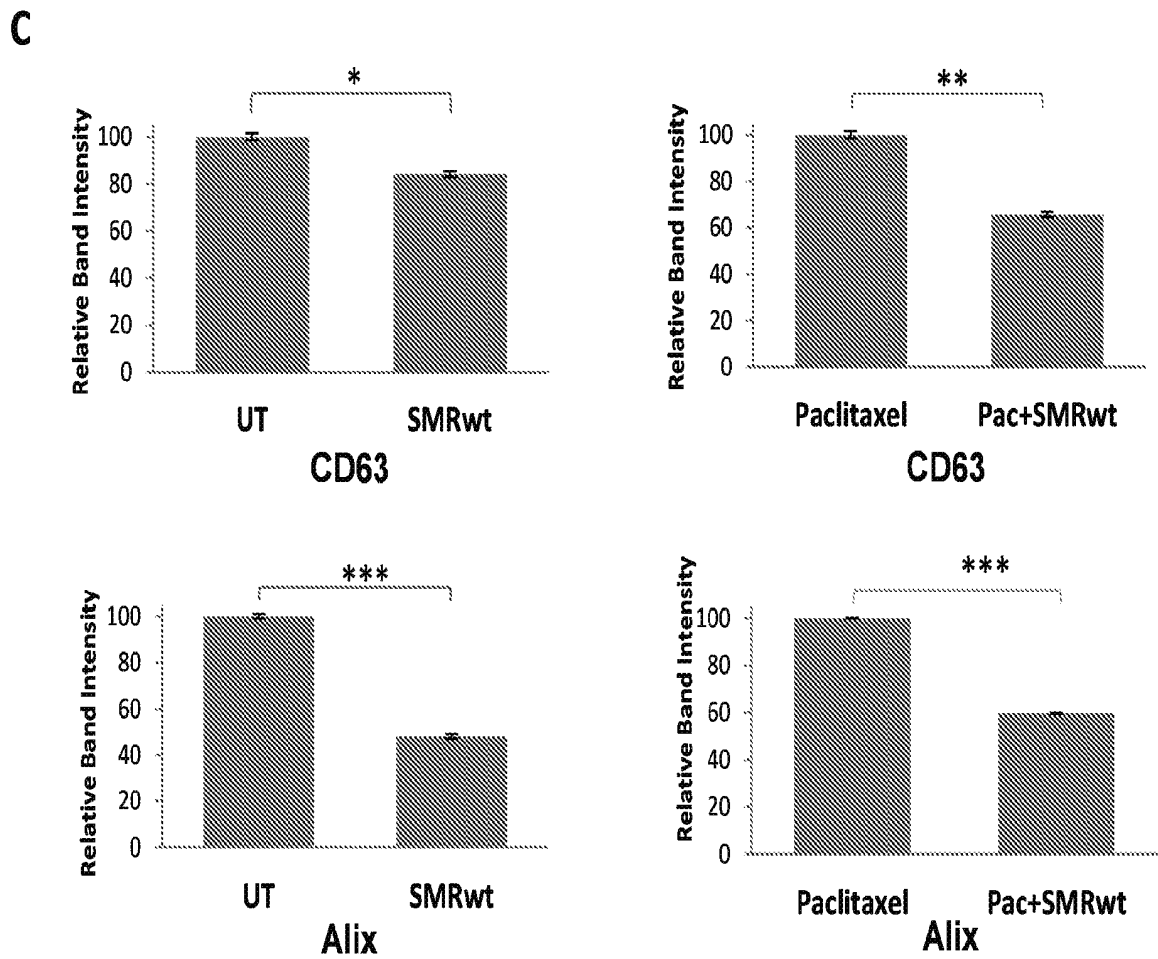 C
*
Relative Band Intensity
100
80
60
40
20
0
UT SMRwt
CD63
**
Relative Band Intensity
100
80
60
40
20
0
Paclitaxel Pac+SMRwt
CD63
***
Relative Band Intensity
100
80
60
40
20
0
UT SMRwt
Alix
***
Relative Band Intensity
100
80
60
40
20
0
Paclitaxel Pac+SMRwt
Alix